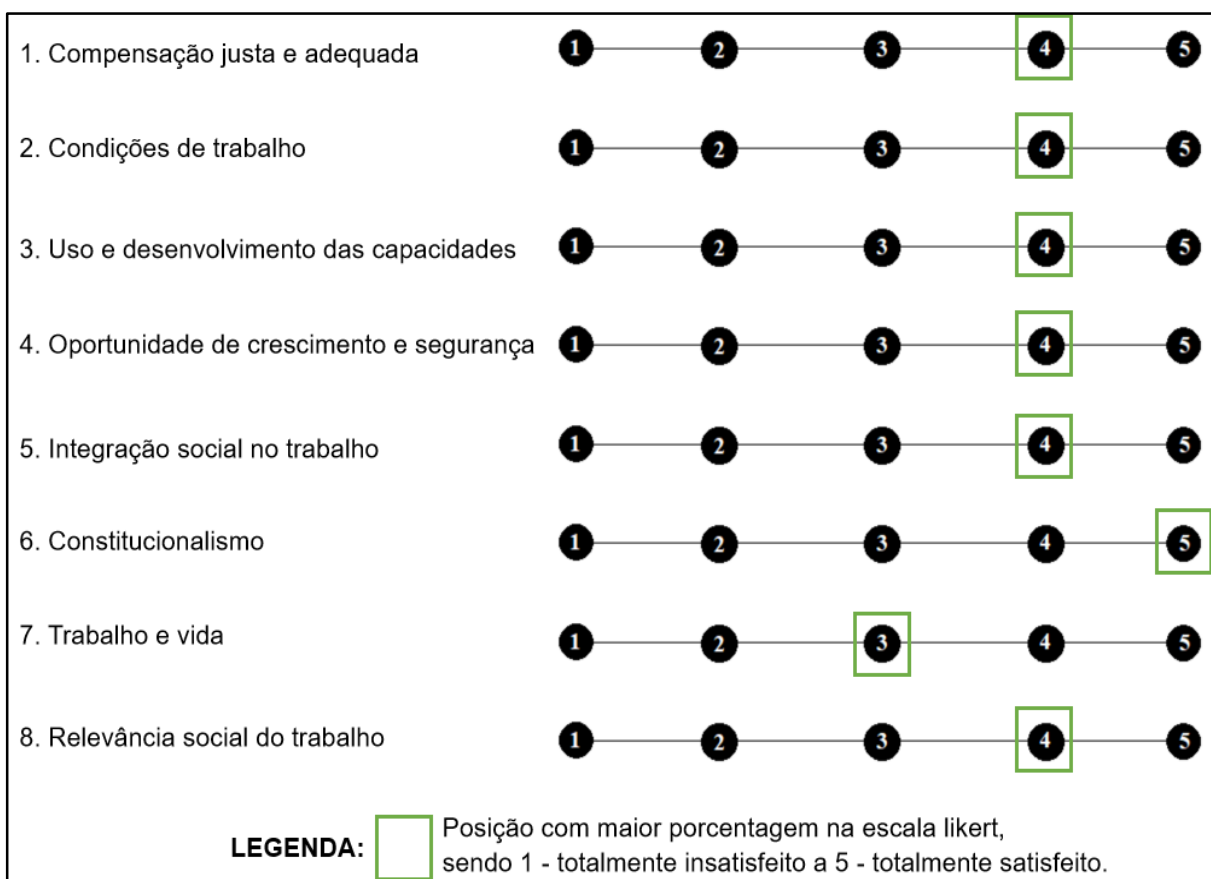 1. Compensação justa e adequada 1 2 3 4 5
2. Condições de trabalho 1 2 3 4 5
3. Uso e desenvolvimento das capacidades 1 2 3 4 5
4. Oportunidade de crescimento e segurança 1 2 3 4 5
5. Integração social no trabalho 1 2 3 4 5
6. Constitucionalismo 1 2 3 4 5
7. Trabalho e vida 1 2 3 4 5
8. Relevância social do trabalho 1 2 3 4 5
LEGENDA: Posição com maior porcentagem na escala likert,
sendo 1 - totalmente insatisfeito a 5 - totalmente satisfeito.